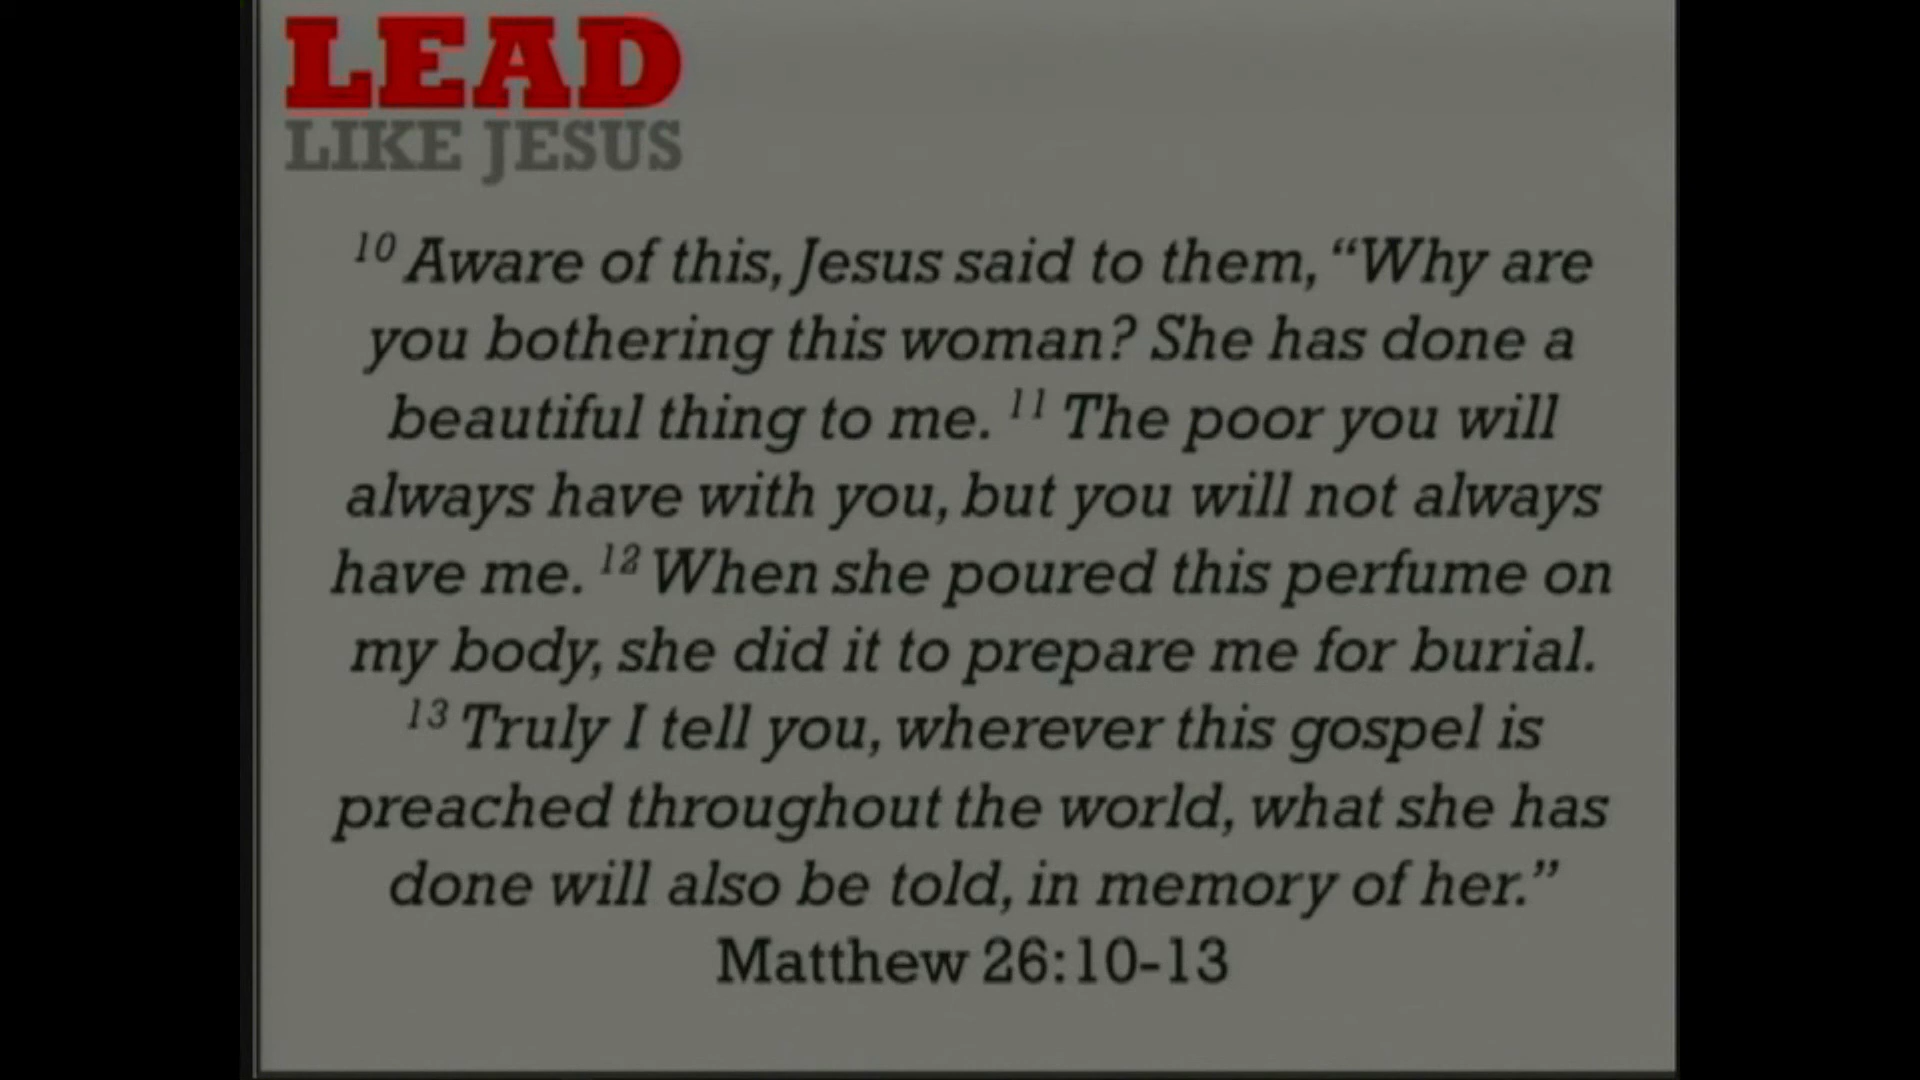 LEAD
LIKE JESUS
10 Aware of this, Jesus said to them, “Why are
you bothering this woman? She has done a
beautiful thing to me. 11 The poor you will
always have with you, but you will not always
have me. 12 When she poured this perfume on
my body, she did it to prepare me for burial.
13 Truly I tell you, wherever this gospel is
preached throughout the world, what she has
done will also be told, in memory of her.”
Matthew 26:10-13